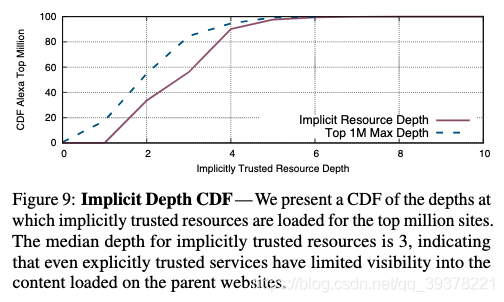 100
80
60
40
20
0
CDF Alexa Top Million
Implicit Resource Depth
Top 1M Max Depth
0 2 4 6 8 10
Implicitly Trusted Resource Depth
Figure 9: Implicit Depth CDF — We present a CDF of the depths at
which implicitly trusted resources are loaded for the top million sites.
The median depth for implicitly trusted resources is 3, indicating
that even explicitly trusted services have limited visibility into the
content loaded on the parent websites.
https://blog.csdn.net/qq_39378221